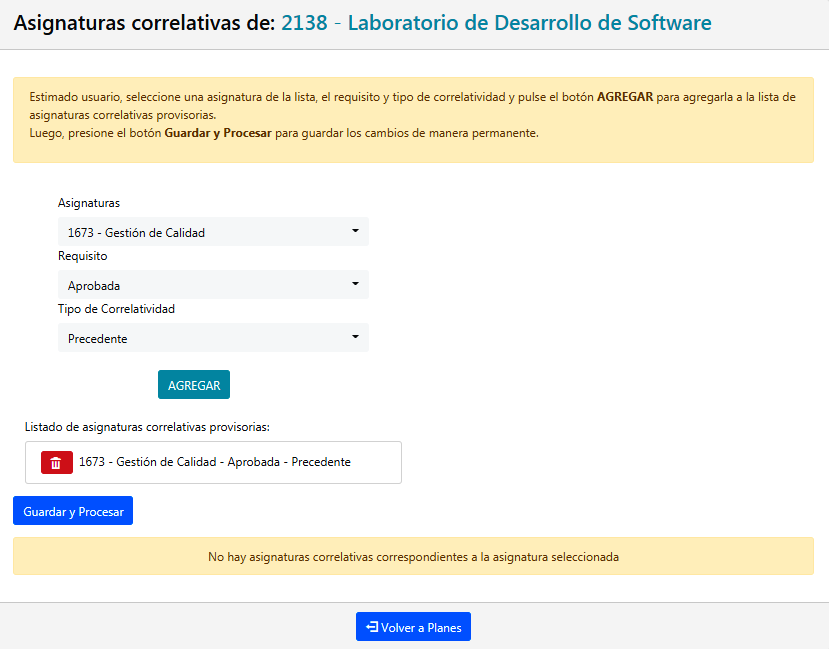 Asignaturas correlativas de: 2138 - Laboratorio de Desarrollo de Software
Estimado usuario, seleccione una asignatura de la lista, el requisito y tipo de correlatividad y pulse el botón AGREGAR para agregarla a la lista de
asignaturas correlativas provisorias.
Luego, presione el botón Guardar y Procesar para guardar los cambios de manera permanente.
Asignaturas
1673 - Gestión de Calidad
Requisito
Aprobada
Tipo de Correlatividad
Precedente
AGREGAR
Listado de asignaturas correlativas provisorias:
1673 - Gestión de Calidad - Aprobada - Precedente
Guardar y Procesar
No hay asignaturas correlativas correspondientes a la asignatura seleccionada
Volver a Planes